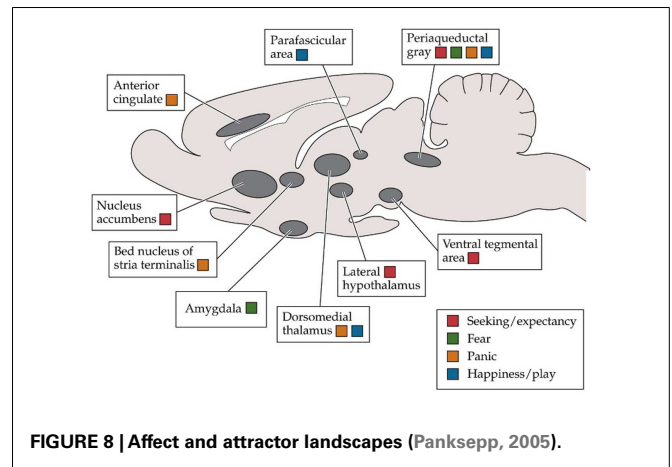 Parafascicular
area
Periaqueductal
gray
Anterior
cingulate
Nucleus
accumbens
Bed nucleus of
stria terminalis
Amygdala
Dorsomedial
thalamus
Lateral
hypothalamus
Ventral tegmental
area
Seeking/expectancy
Fear
Panic
Happiness/play
FIGURE 8 | Affect and attractor landscapes (Panksepp, 2005).